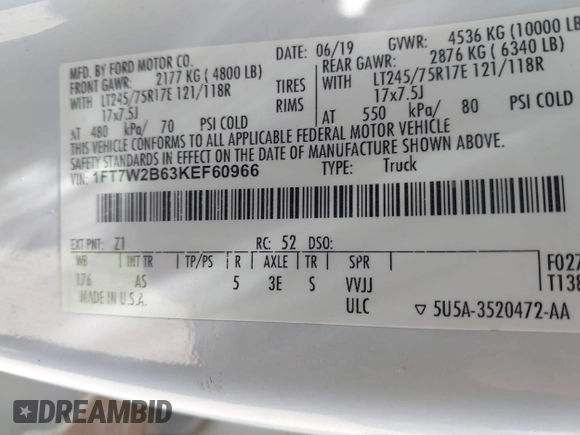 MFD. BY FORD MOTOR CO.
DATE: 06/19 GVWR: 4536 KG (10000 LB)
FRONT GAWR: 2177 KG (4800 LB)
REAR GAWR: 2876 KG (6340 LB)
WITH LT245/75R17E 121/118R TIRES WITH LT245/75R17E 121/118R
17x7.5J RIMS 17x7.5J
AT 480 kPa/ 70 PSI COLD AT 550 kPa/ 80 PSI COLD
THIS VEHICLE CONFORMS TO ALL APPLICABLE FEDERAL MOTOR VEHICLE
SAFETY STANDARDS IN EFFECT ON THE DATE OF MANUFACTURE SHOWN ABOVE.
VIN: 1FT7W2B63KEF60966 TYPE: Truck
EXT PNT: Z1 RC: 52 DSO:
WB INT TR TP/PS R AXLE TR SPR
176 AS 5 3E S VVJJ
F027
T138
MADE IN U.S.A. ULC
▽ 5U5A-3520472-AA
DREAMBID